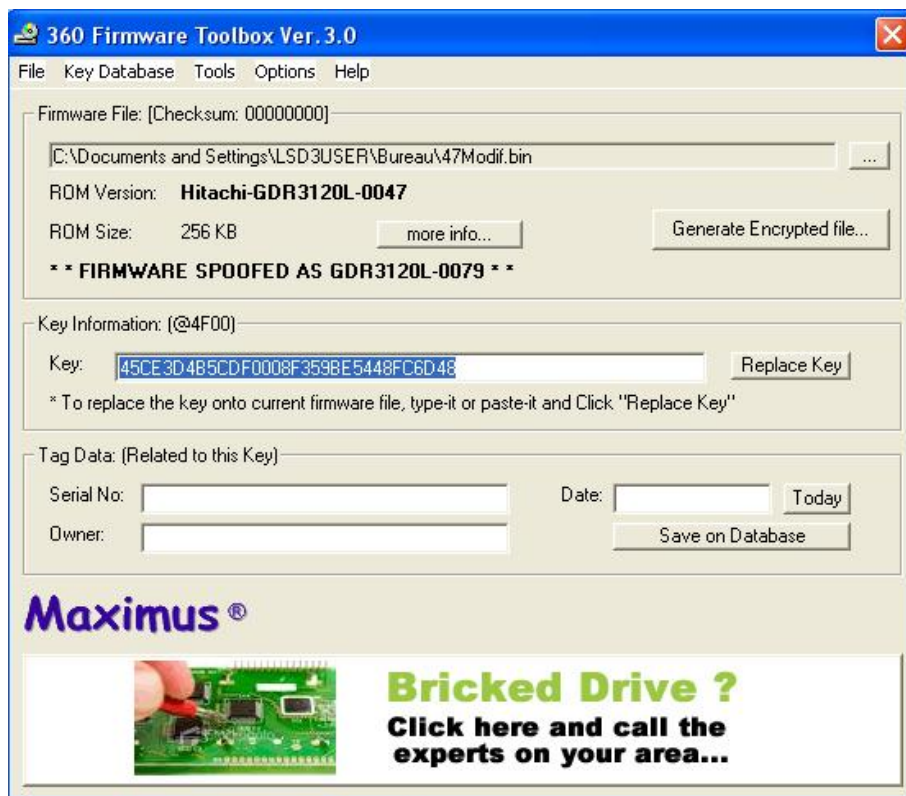 360 Firmware Toolbox Ver. 3.0
File Key Database Tools Options Help
Firmware File: [Checksum: 00000000]
C:\Documents and Settings\LSD3USER\Bureau\47Modif.bin ...
ROM Version: Hitachi-GDR3120L-0047
ROM Size: 256 KB more info... Generate Encrypted file...
* * FIRMWARE SPOOFED AS GDR3120L-0079 * *
Key Information: (@4F00)
Key: 45CE3D4B5CDF0008F359BE5448FC6D48 Replace Key
* To replace the key onto current firmware file, type-it or paste-it and Click "Replace Key"
Tag Data: (Related to this Key)
Serial No: Date: Today
Owner: Save on Database
Maximus ®
Bricked Drive ?
Click here and call the
experts on your area...